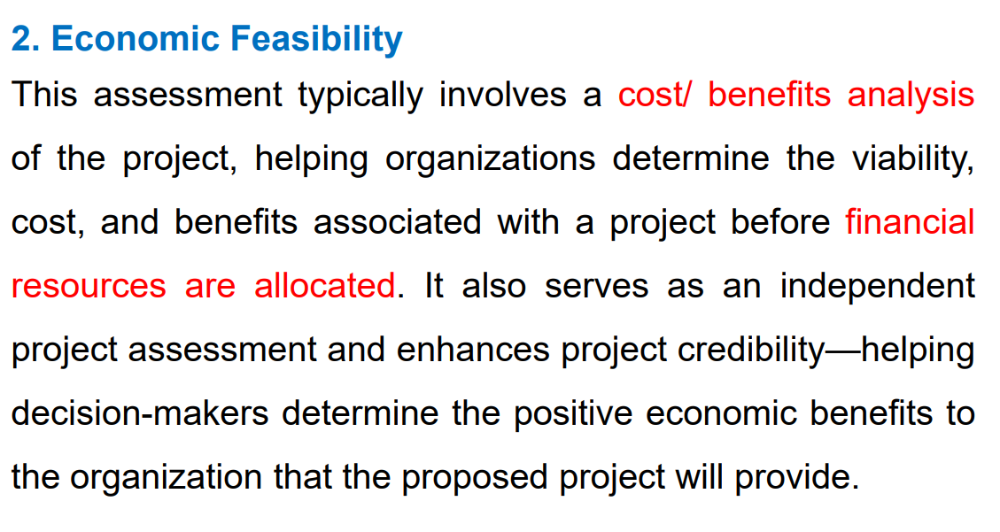 2. Economic Feasibility
This assessment typically involves a cost/ benefits analysis
of the project, helping organizations determine the viability,
cost, and benefits associated with a project before financial
resources are allocated. It also serves as an independent
project assessment and enhances project credibility—helping
decision-makers determine the positive economic benefits to
the organization that the proposed project will provide.